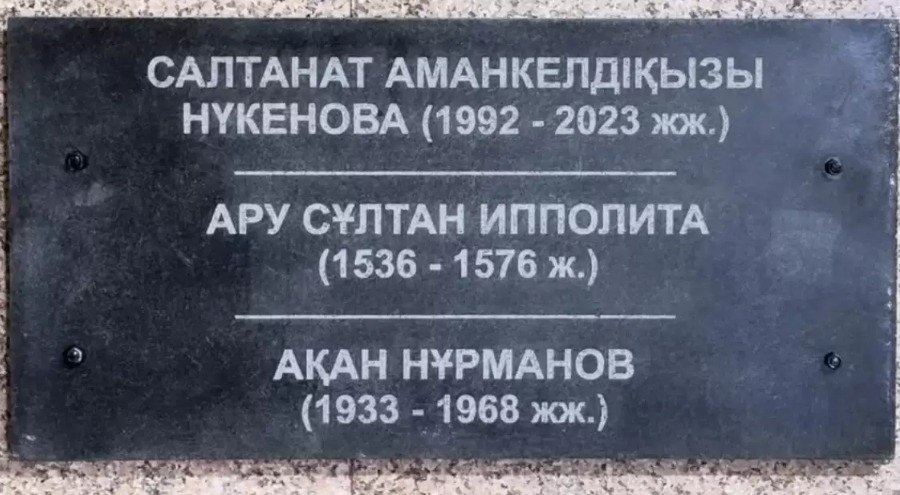 САЛТАНАТ АМАНКЕЛДІҚЫЗЫ
НҮКЕНОВА (1992 - 2023 жж.)
АРУ СҰЛТАН ИППОЛИТА
(1536 - 1576 ж.)
АҚАН НҰРМАНОВ
(1933 - 1968 жж.)